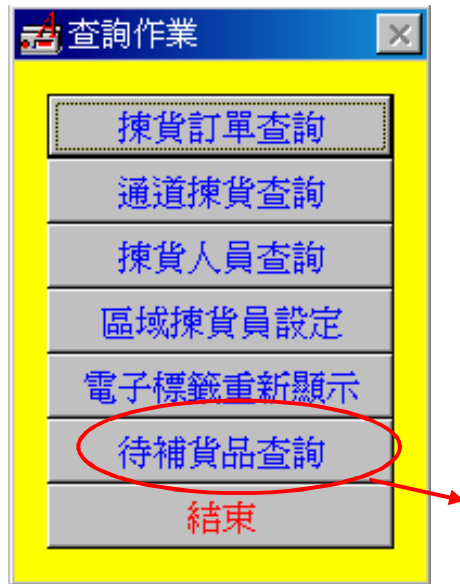 查詢作業
揀貨訂單查詢
通道揀貨查詢
揀貨人員查詢
區域揀貨員設定
電子標籤重新顯示
待補貨品查詢
結束